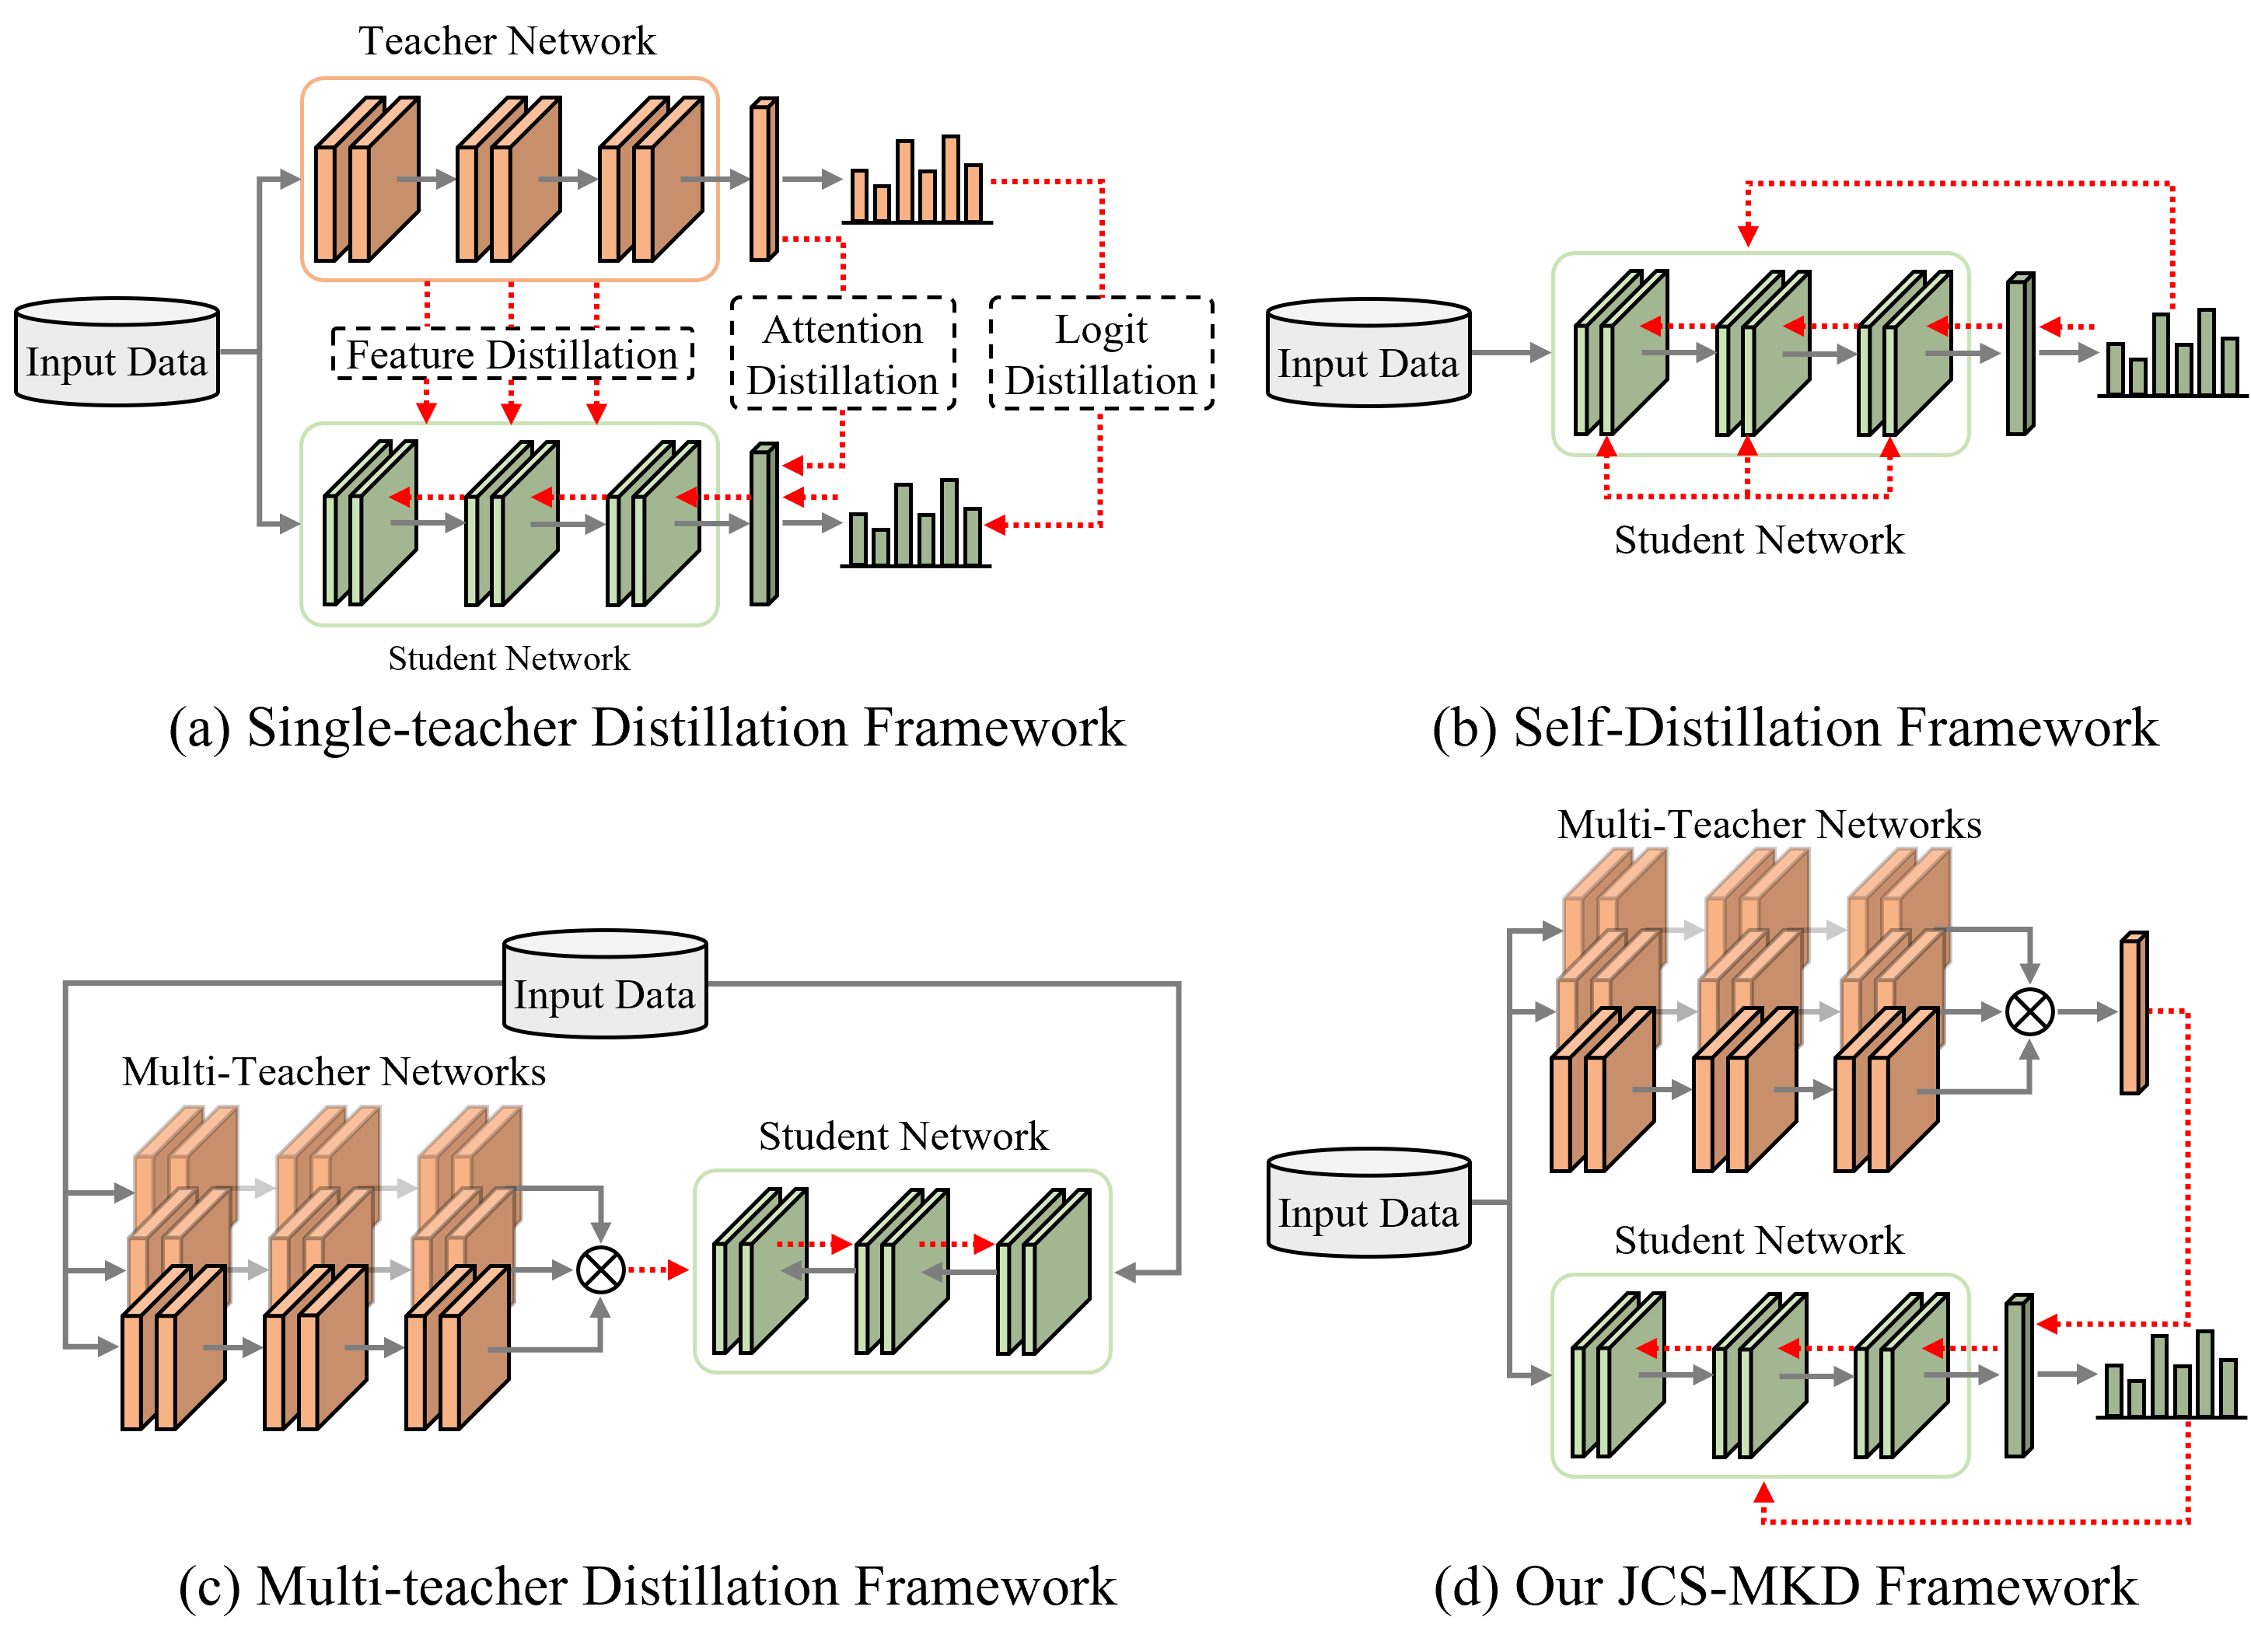 Teacher Network
Input Data
Feature Distillation
Attention
Distillation
Logit
Distillation
Student Network
(a) Single-teacher Distillation Framework
Input Data
Student Network
(b) Self-Distillation Framework
Input Data
Multi-Teacher Networks
Student Network
(c) Multi-teacher Distillation Framework
Multi-Teacher Networks
Input Data
Student Network
(d) Our JCS-MKD Framework